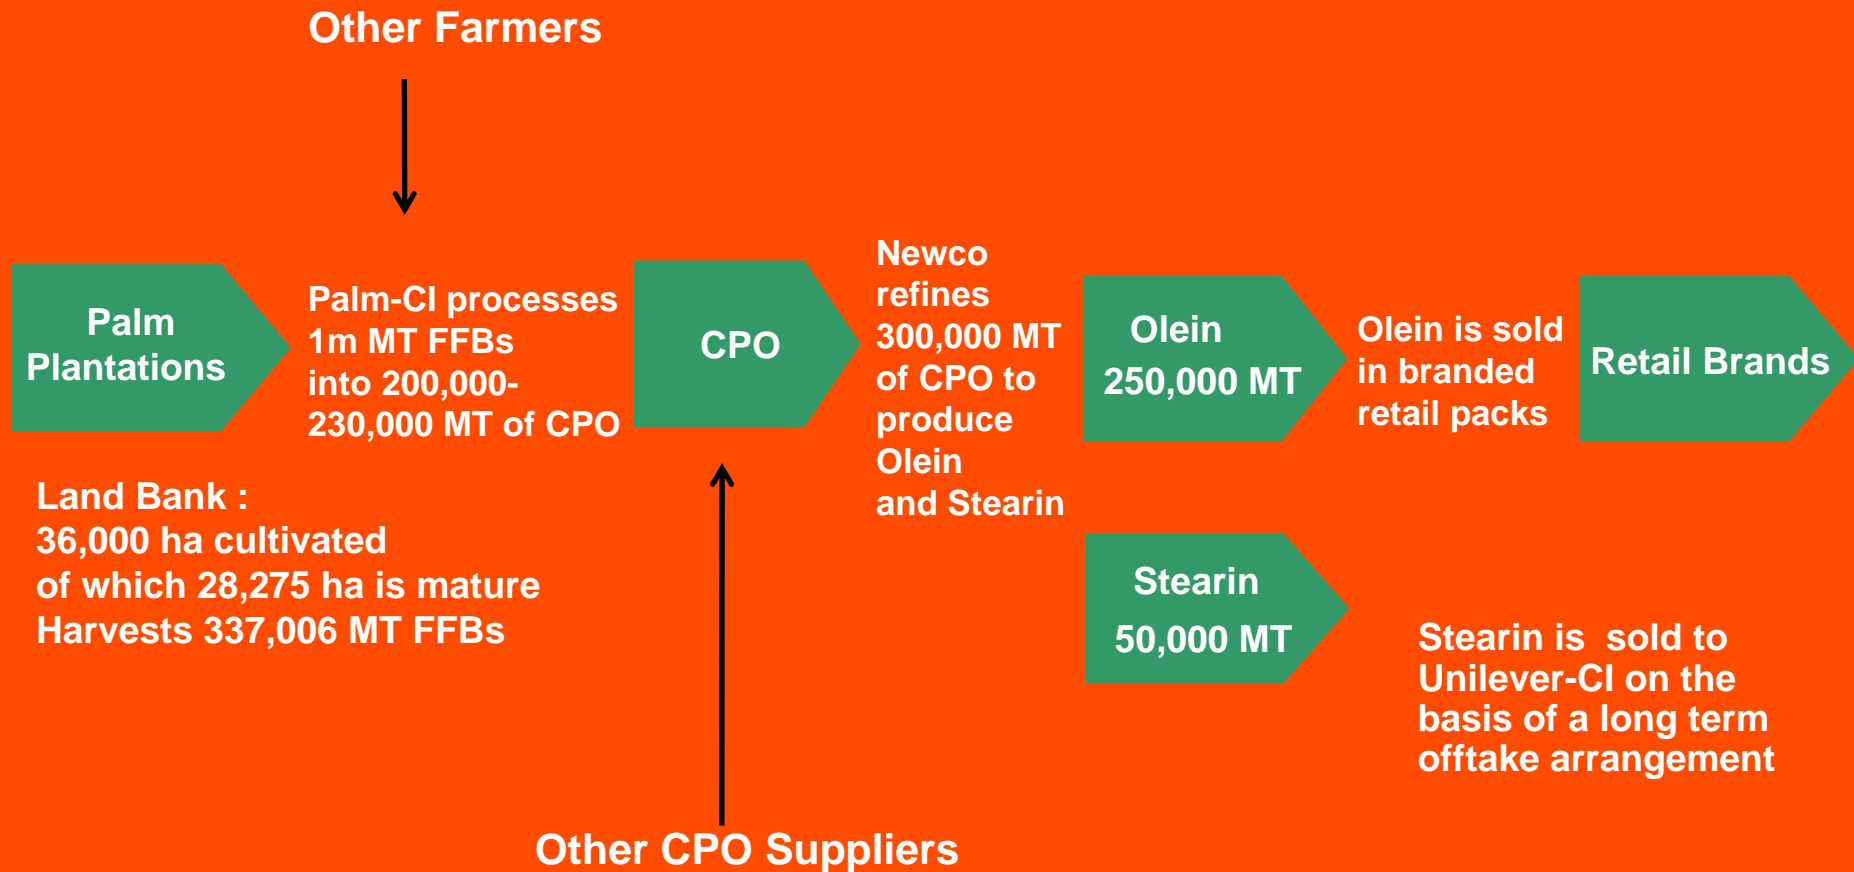 Other Farmers
Palm
Plantations
Palm-CI processes
1m MT FFBs
into 200,000-
230,000 MT of CPO
CPO
Newco
refines
300,000 MT
of CPO to
produce
Olein
and Stearin
Olein
250,000 MT
Olein is sold
in branded
retail packs
Retail Brands
Land Bank :
36,000 ha cultivated
of which 28,275 ha is mature
Harvests 337,006 MT FFBs
Stearin
50,000 MT
Stearin is  sold to
Unilever-CI on the
basis of a long term
offtake arrangement
Other CPO Suppliers